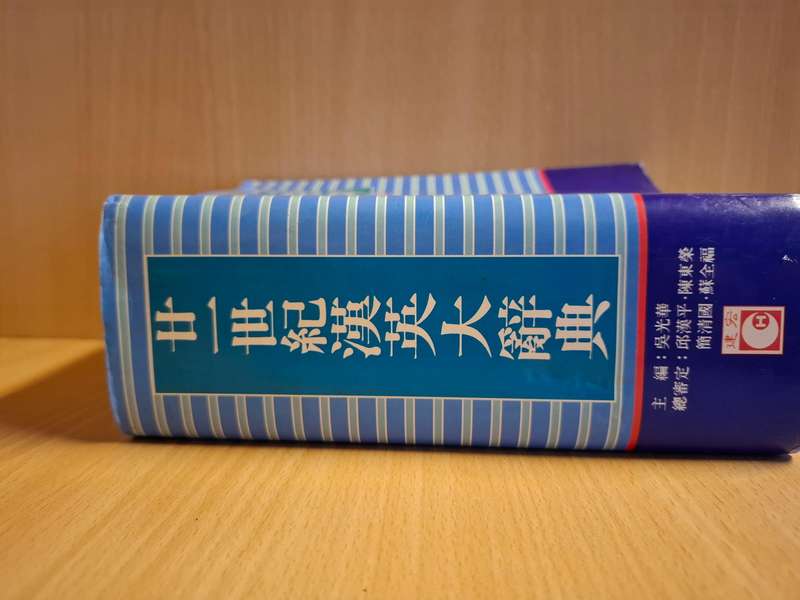 廿一世紀漢英大辭典
主　編：吳光華
總審定：邱漢平·陳東榮
簡清國·蘇全福
建宏